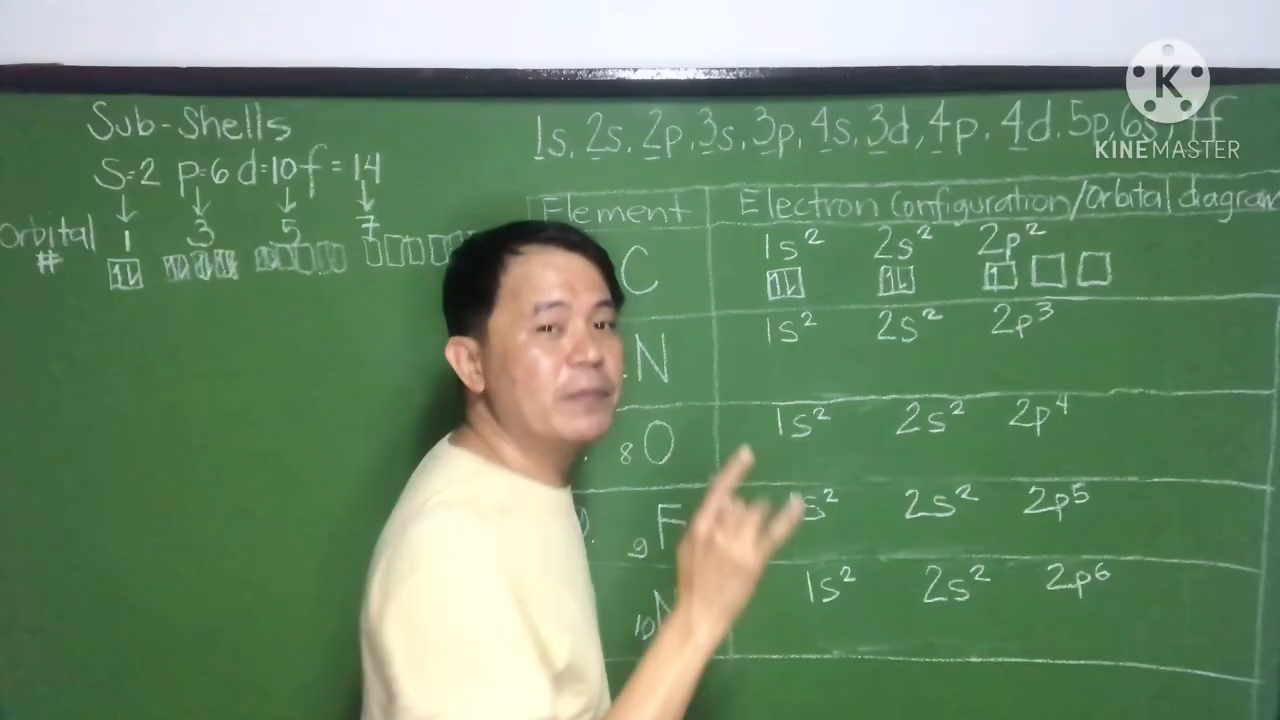 Sub-Shells
S=2 p=6 d=10 f=14
Orbital 1 3 5 7
#
1s, 2s, 2p, 3s, 3p, 4s, 3d, 4p, 4d, 5p, 6s,
K
KINEMASTER
Element Electron Configuration/Orbital diagram
C 1s² 2s² 2p²
N 1s² 2s² 2p³
8O 1s² 2s² 2p⁴
9F s² 2s² 2p⁵
10N 1s² 2s² 2p⁶